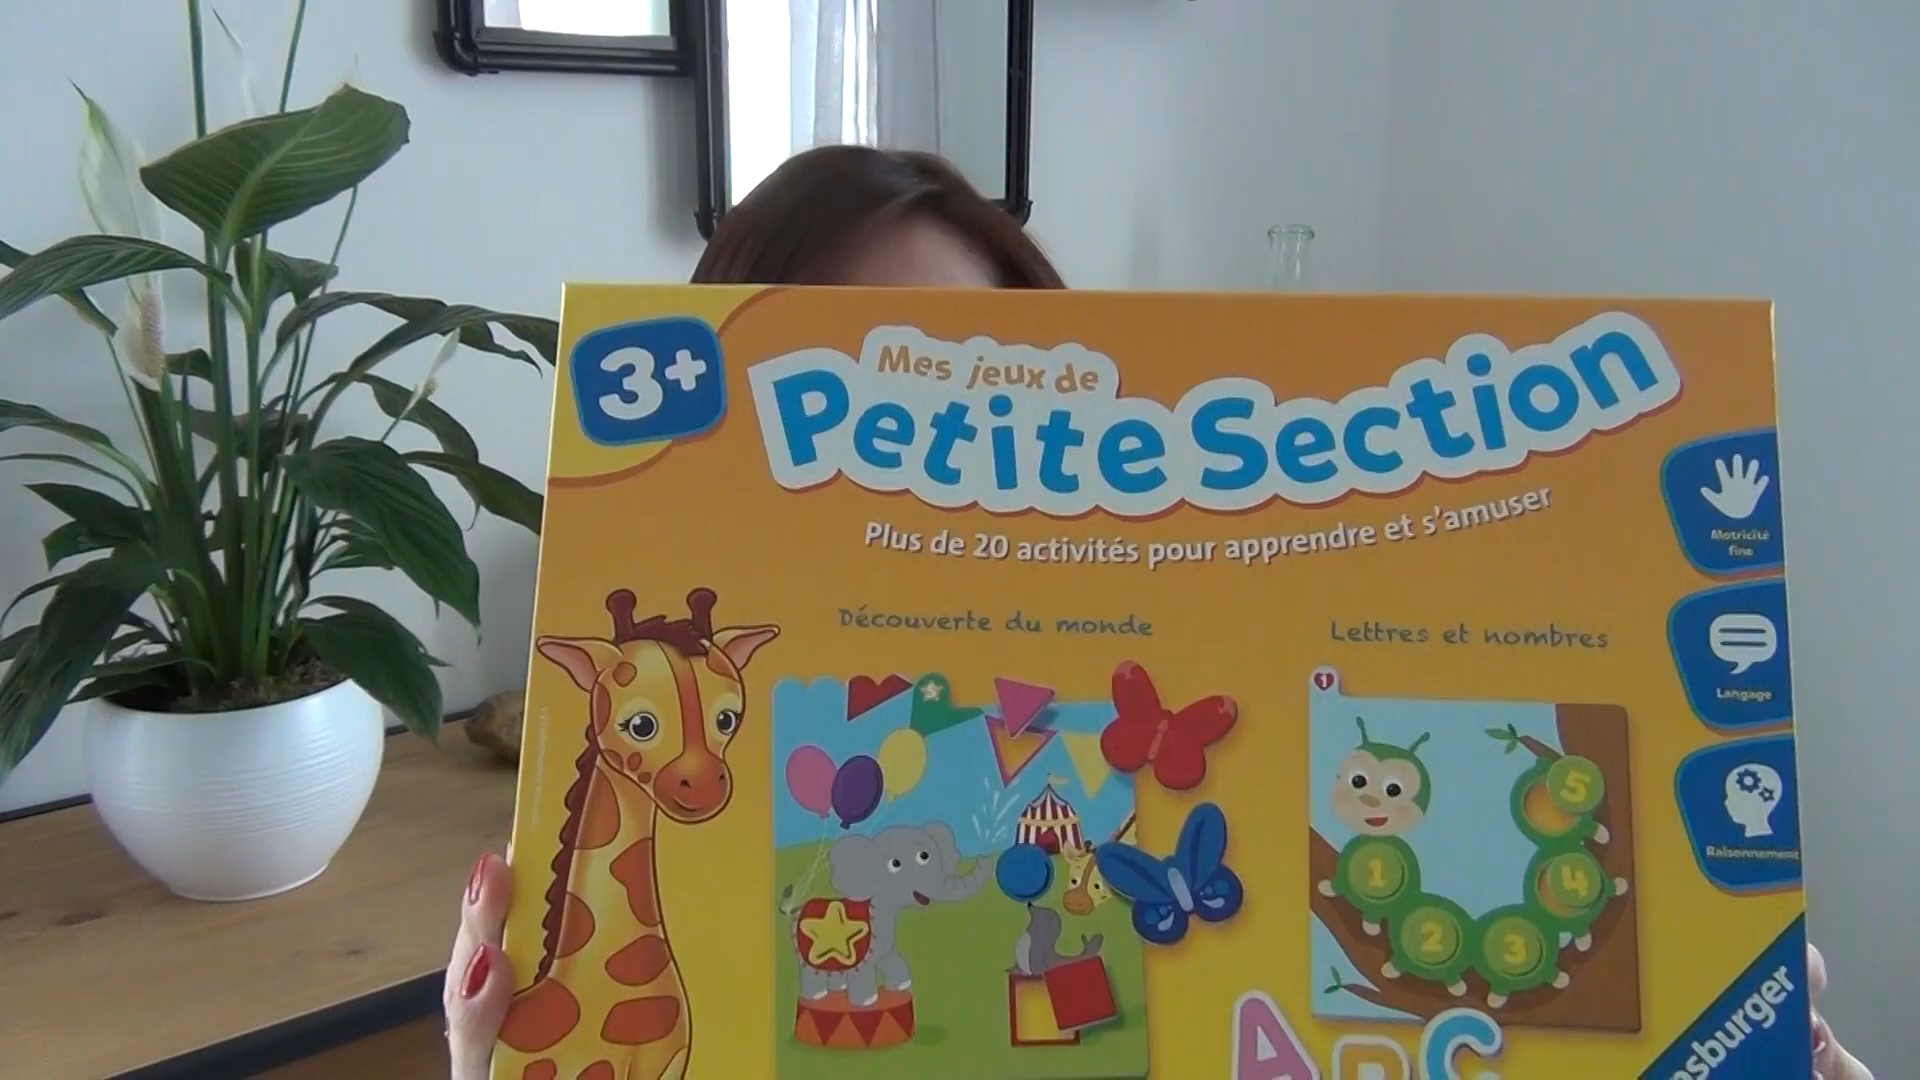 3+
Mes jeux de
Petite Section
Plus de 20 activités pour apprendre et s'amuser
Motricité
fine
Découverte du monde
Lettres et nombres
Langage
1
5
Raisonnement
1
4
2
3
A B C